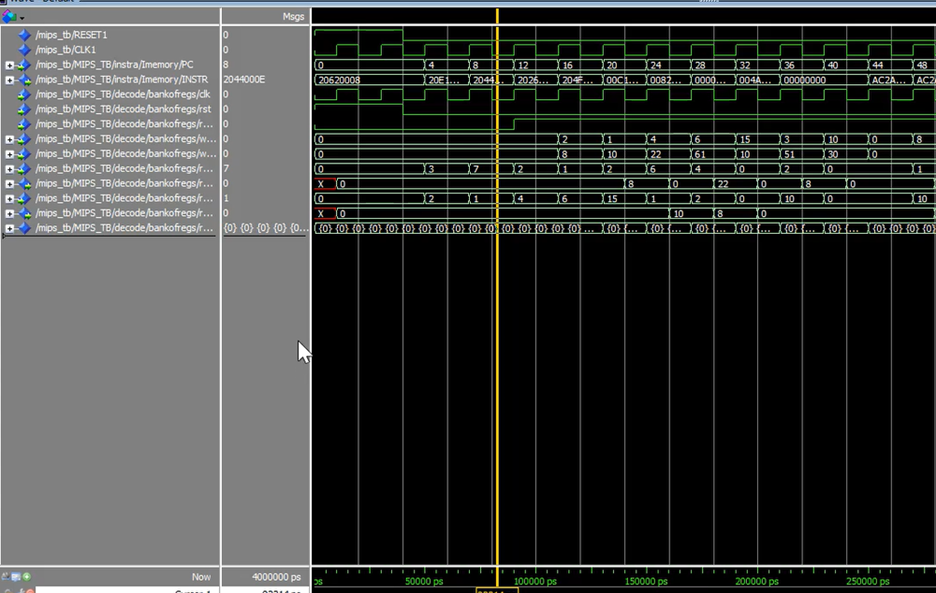 Msgs
/mips_tb/RESET1 0
/mips_tb/CLK1 0
/mips_tb/MIPS_TB/instra/Imemory/PC 8 0 4 8 12 16 20 24 28 32 36 40 44 48
/mips_tb/MIPS_TB/instra/Imemory/INSTR 2044000E 20620008 20E1... 2044... 2026... 204F... 00C1... 0082... 0000... 004A... 00000000 AC2A... AC2A
/mips_tb/MIPS_TB/decode/bankofregs/clk 0
/mips_tb/MIPS_TB/decode/bankofregs/rst 0
/mips_tb/MIPS_TB/decode/bankofregs/r... 0
/mips_tb/MIPS_TB/decode/bankofregs/w... 0 0 2 1 4 6 15 3 10 0 8
/mips_tb/MIPS_TB/decode/bankofregs/w... 0 0 8 10 22 61 10 51 30 0
/mips_tb/MIPS_TB/decode/bankofregs/r... 7 0 3 7 2 1 2 6 4 0 2 0 1
/mips_tb/MIPS_TB/decode/bankofregs/r... 0 X 0 8 0 22 0 8 0
/mips_tb/MIPS_TB/decode/bankofregs/r... 1 0 2 1 4 6 15 1 2 0 10 0 10
/mips_tb/MIPS_TB/decode/bankofregs/r... 0 X 0 10 8 0
/mips_tb/MIPS_TB/decode/bankofregs/r... {0} {0} {0} {0} {0... {0} {0} {0} {0} {0} {0} {0} {0} {0} {0} {0} {0} {0} {0}... {0} {... {0} {... {0} {... {0} {... {0} {... {0} {... {0} {0} {... {0} {...
Now 4000000 ps ps 50000 ps 100000 ps 150000 ps 200000 ps 250000 ps